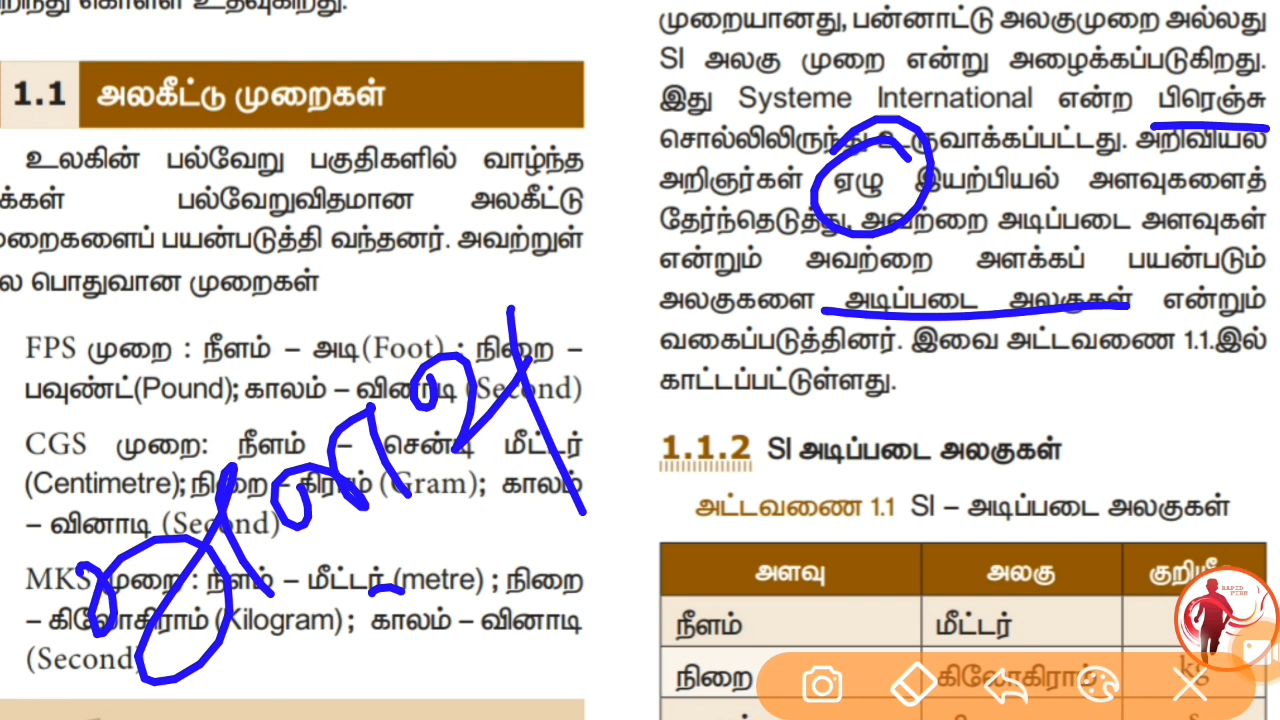 றிந்து கொள்ள உதவுகிறது.
1.1 அலகீட்டு முறைகள்
உலகின் பல்வேறு பகுதிகளில் வாழ்ந்த
க்கள் பல்வேறுவிதமான அலகீட்டு
றைகளைப் பயன்படுத்தி வந்தனர். அவற்றுள்
ல பொதுவான முறைகள்
FPS முறை : நீளம் – அடி(Foot) ; நிறை –
பவுண்ட்(Pound); காலம் – வினாடி (Second)
CGS முறை: நீளம் – சென்டி மீட்டர்
(Centimetre); நிறை – கிராம் (Gram); காலம்
– வினாடி (Second)
MKS முறை : நீளம் – மீட்டர் (metre) ; நிறை
– கிலோகிராம் (Kilogram) ; காலம் – வினாடி
(Second)
முறையானது, பன்னாட்டு அலகுமுறை அல்லது
SI அலகு முறை என்று அழைக்கப்படுகிறது.
இது Systeme International என்ற பிரெஞ்சு
சொல்லிலிருந்து உருவாக்கப்பட்டது. அறிவியல்
அறிஞர்கள் ஏழு இயற்பியல் அளவுகளைத்
தேர்ந்தெடுத்து, அவற்றை அடிப்படை அளவுகள்
என்றும் அவற்றை அளக்கப் பயன்படும்
அலகுகளை அடிப்படை அலகுகள் என்றும்
வகைப்படுத்தினர். இவை அட்டவணை 1.1.இல்
காட்டப்பட்டுள்ளது.
1.1.2 SI அடிப்படை அலகுகள்
அட்டவணை 1.1 SI – அடிப்படை அலகுகள்
அளவு அலகு
நீளம் மீட்டர்
நிறை கிலோகிராம் kg
RAPID
FIRE